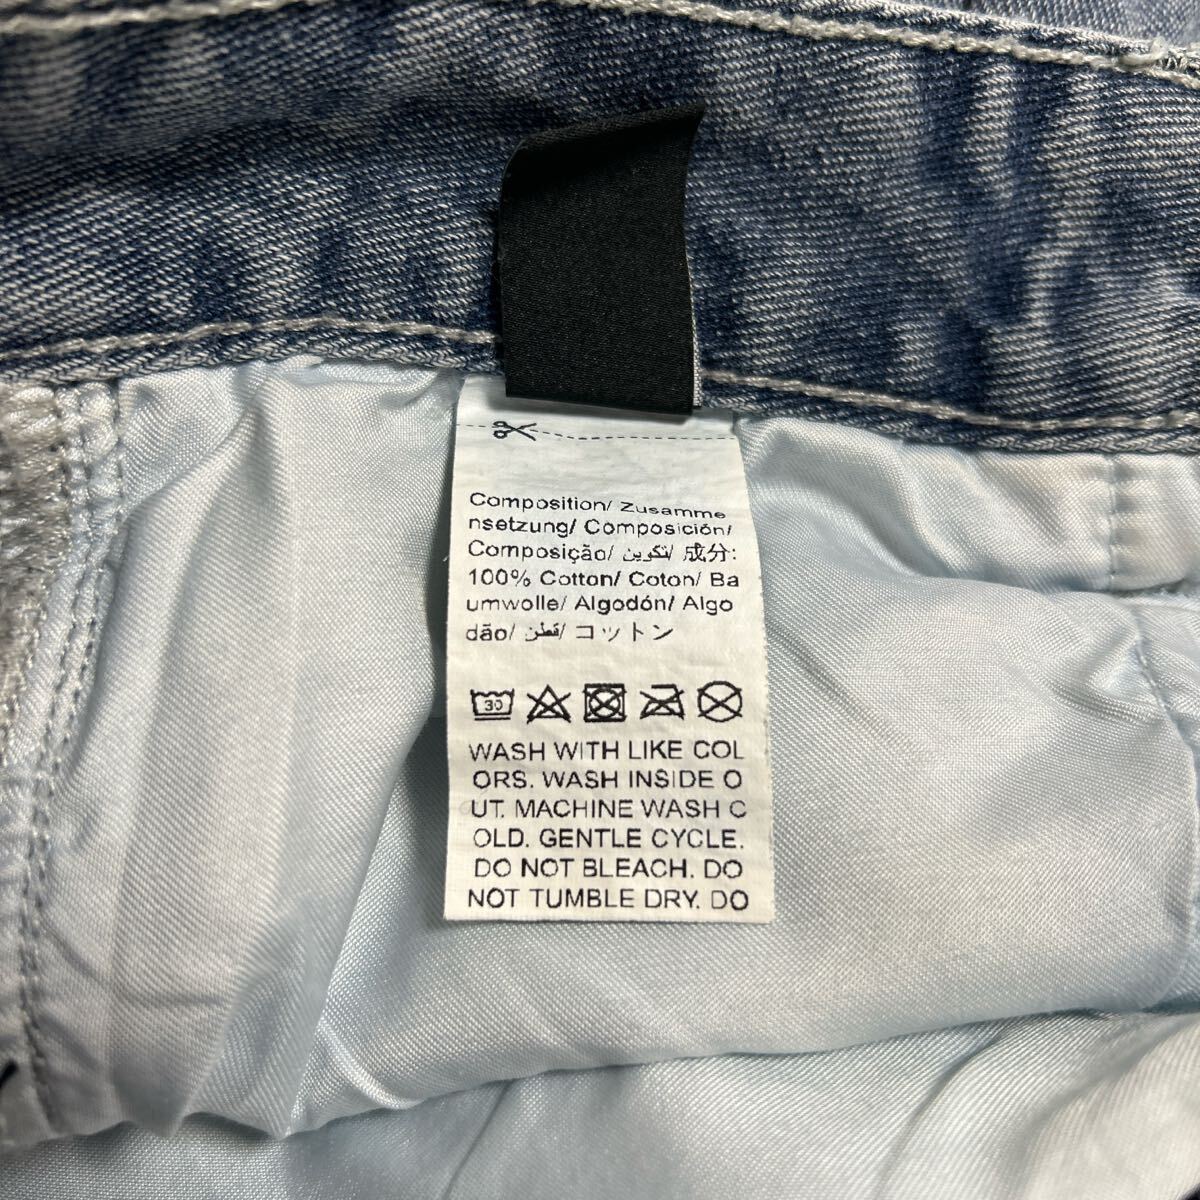 Composition/ Zusamme
nsetzung/ Composición/
Composição/ تكوين/ 成分:
100% Cotton/ Coton/ Ba
umwolle/ Algodón/ Algo
dão/ قطن/ コットン
30
WASH WITH LIKE COL
ORS. WASH INSIDE O
UT. MACHINE WASH C
OLD. GENTLE CYCLE.
DO NOT BLEACH. DO
NOT TUMBLE DRY. DO